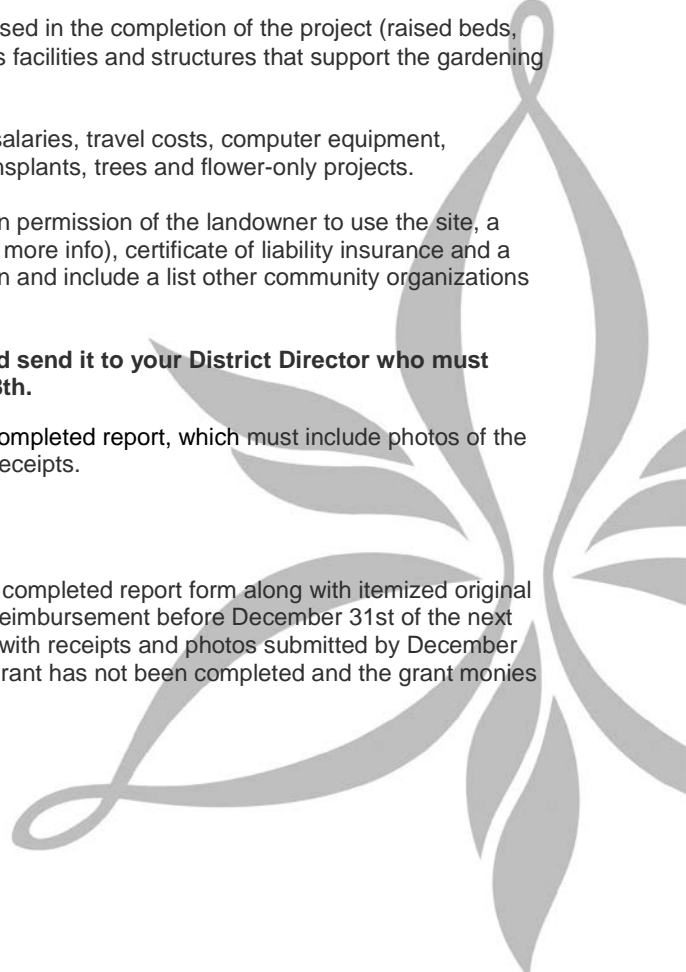 sed in the completion of the project (raised beds,
s facilities and structures that support the gardening
salaries, travel costs, computer equipment,
nsplants, trees and flower-only projects.
n permission of the landowner to use the site, a
more info), certificate of liability insurance and a
n and include a list other community organizations
d send it to your District Director who must
th.
ompleted report, which must include photos of the
eceipts.
completed report form along with itemized original
eimbursement before December 31st of the next
with receipts and photos submitted by December
rant has not been completed and the grant monies